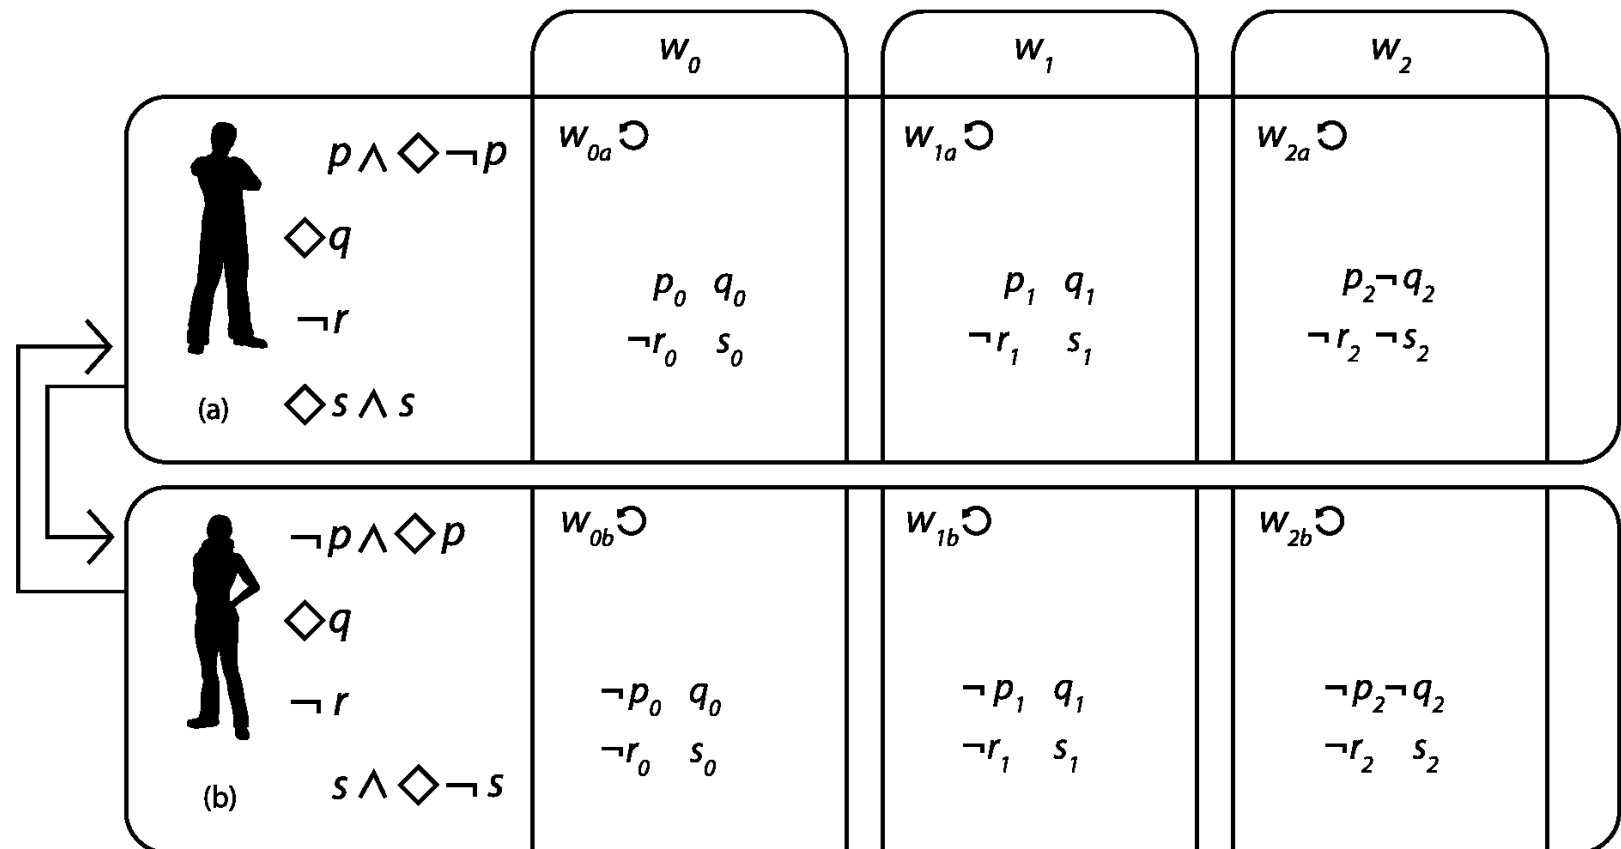 w₀ w₁ w₂
w₀ₐ w₁ₐ w₂ₐ
p ∧ ◇¬p
◇q
p₀ q₀ p₁ q₁ p₂ ¬q₂
¬r
¬r₀ s₀ ¬r₁ s₁ ¬r₂ ¬s₂
(a) ◇s ∧ s
w₀b w₁b w₂b
¬p ∧ ◇p
◇q
¬r
¬p₀ q₀ ¬p₁ q₁ ¬p₂ ¬q₂
¬r₀ s₀ ¬r₁ s₁ ¬r₂ s₂
(b) s ∧ ◇¬s